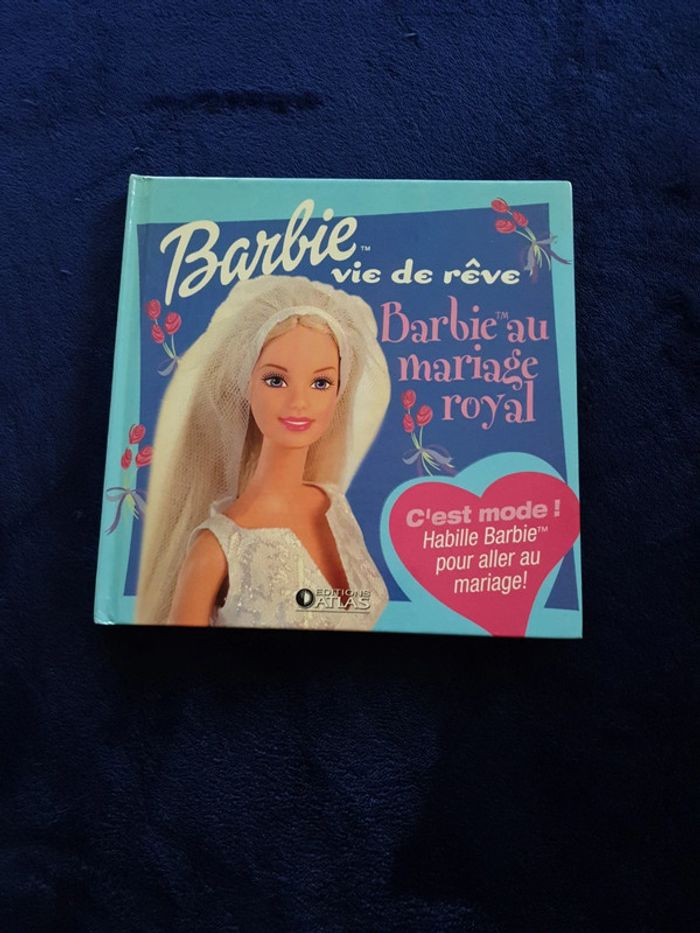 Barbie™
vie de rêve
Barbie™ au
mariage
royal
C'est mode !
Habille Barbie™
pour aller au
mariage!
EDITIONS
ATLAS